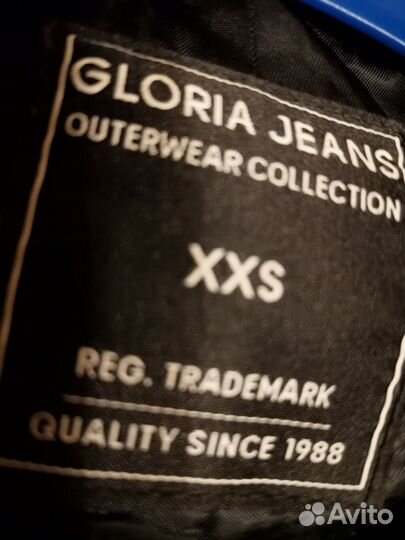 GLORIA JEANS
OUTERWEAR COLLECTION
XXS
REG. TRADEMARK
QUALITY SINCE 1988
Avito